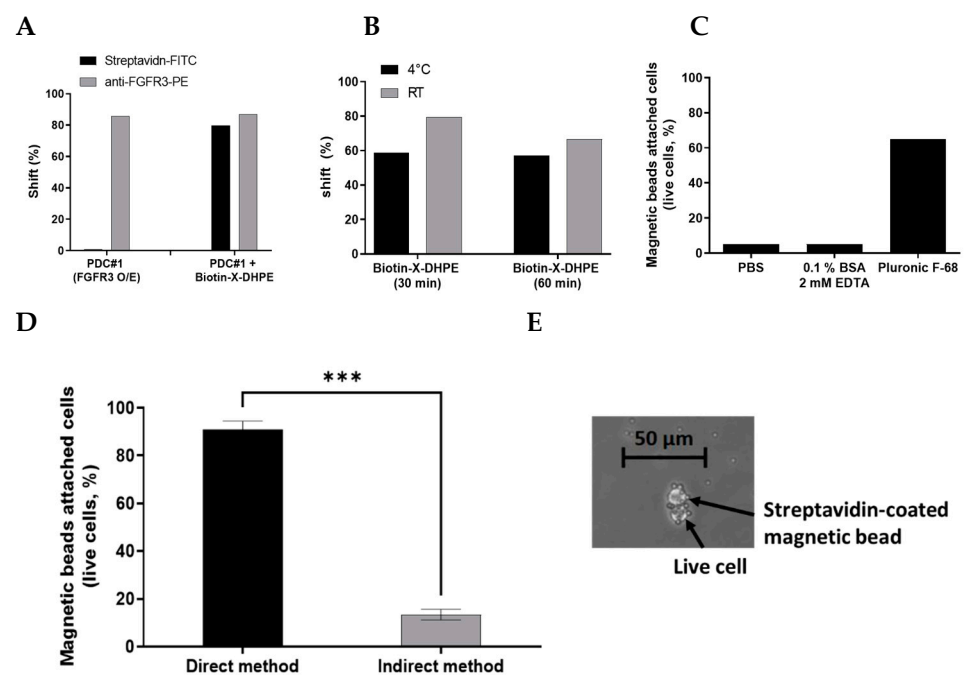 A
Streptavidn-FITC
anti-FGFR3-PE
Shift (%)
100
80
60
40
20
0
PDC#1
(FGFR3 O/E)
PDC#1 +
Biotin-X-DHPE
B
4°C
RT
shift (%)
100
80
60
40
20
0
Biotin-X-DHPE
(30 min)
Biotin-X-DHPE
(60 min)
C
Magnetic beads attached cells
(live cells, %)
100
80
60
40
20
0
PBS
0.1 % BSA
2 mM EDTA
Pluronic F-68
D
Magnetic beads attached cells
(live cells, %)
100
80
60
40
20
0
***
Direct method
Indirect method
E
50 μm
Streptavidin-coated
magnetic bead
Live cell